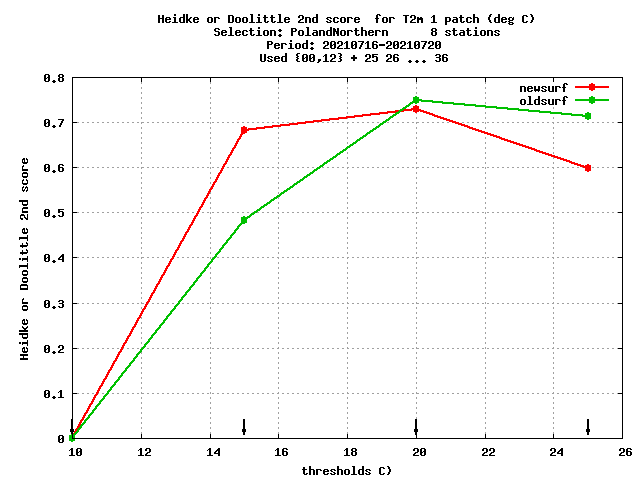 Heidke or Doolittle 2nd score  for T2m 1 patch (deg C)
Selection: PolandNorthern      8 stations
Period: 20210716-20210720
Used {00,12} + 25 26 ... 36
newsurf
oldsurf
0.8
0.7
0.6
0.5
0.4
0.3
0.2
0.1
0
Heidke or Doolittle 2nd score
10 12 14 16 18 20 22 24 26
thresholds C)